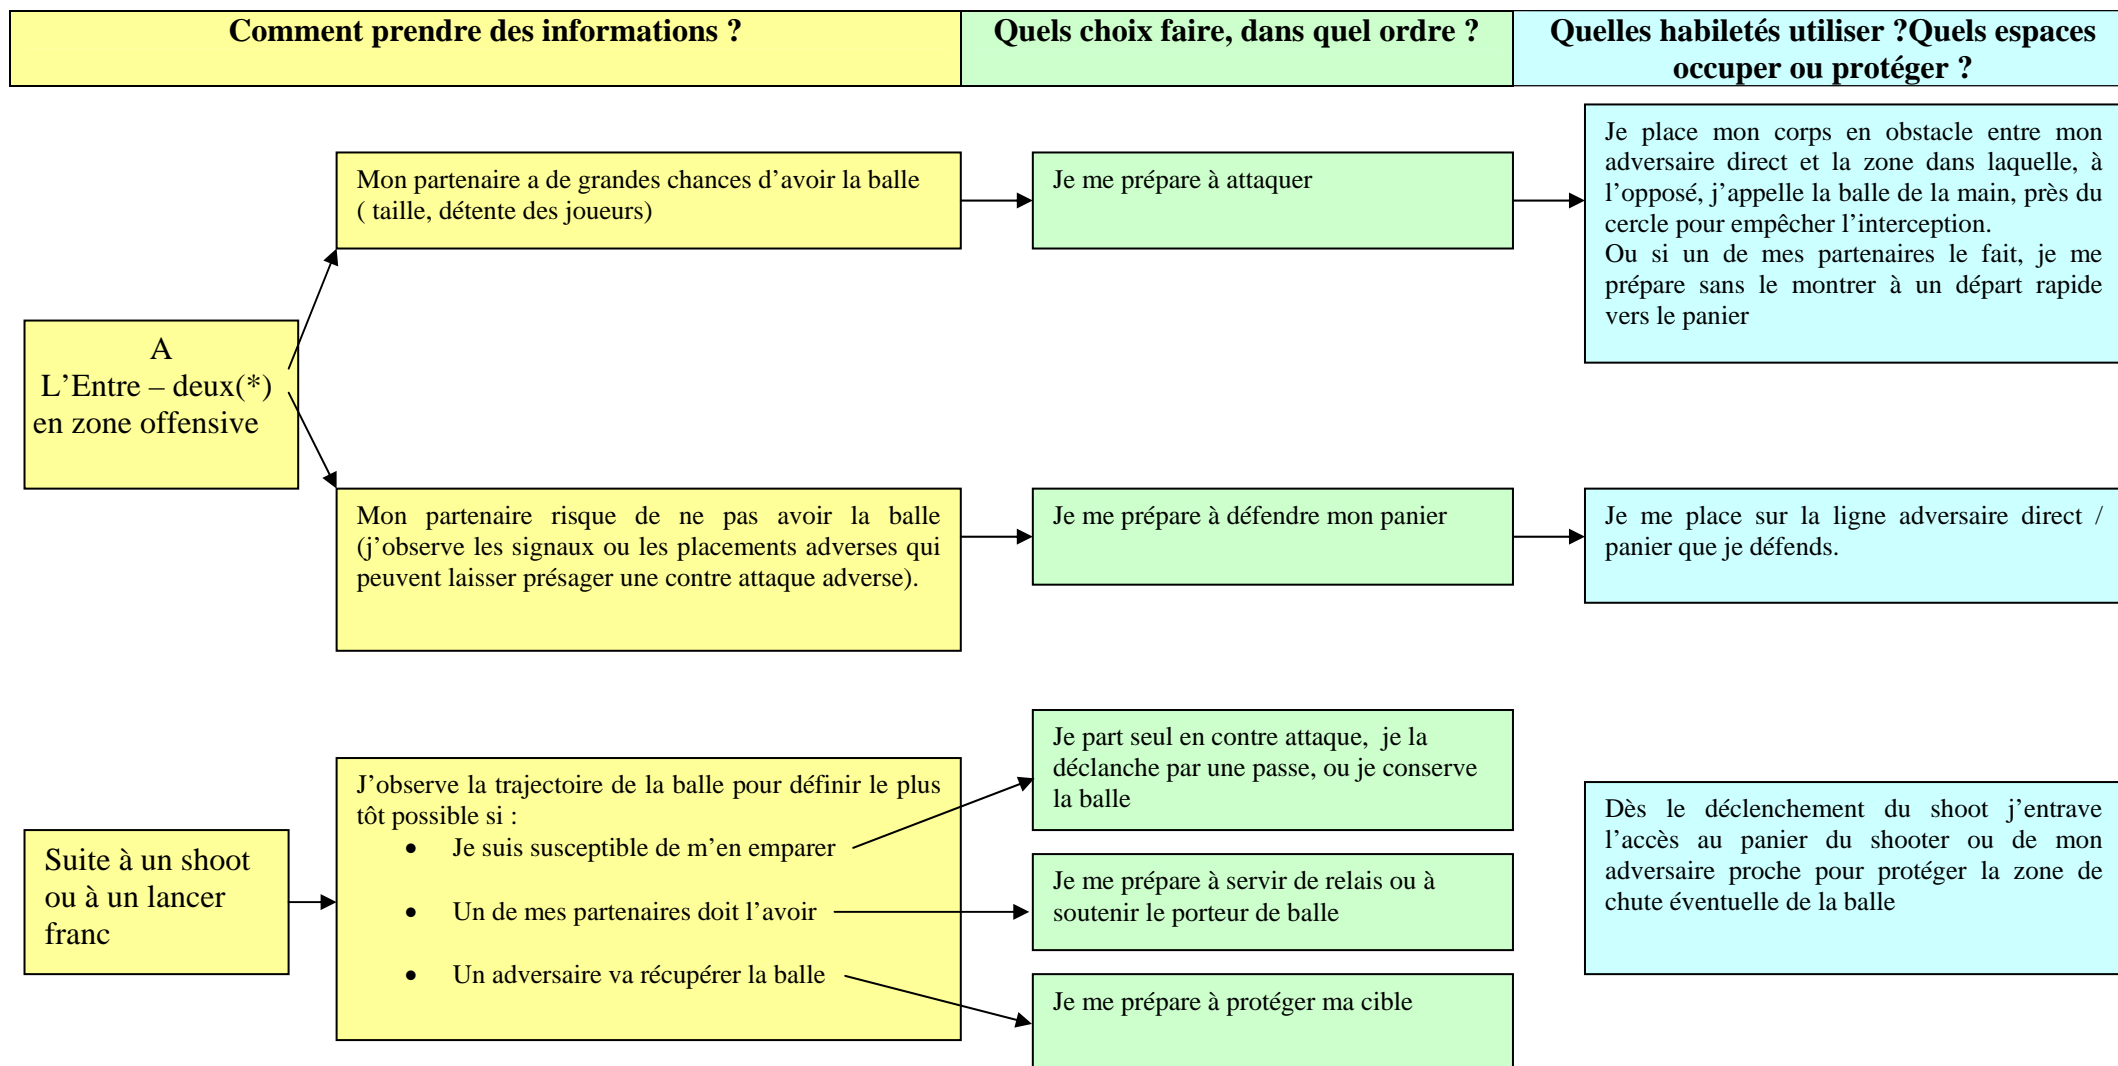 Comment prendre des informations ?
Quels choix faire, dans quel ordre ?
Quelles habiletés utiliser ?Quels espaces
occuper ou protéger ?
A
L’Entre – deux(*)
en zone offensive
Mon partenaire a de grandes chances d’avoir la balle
( taille, détente des joueurs)
Je me prépare à attaquer
Je place mon corps en obstacle entre mon
adversaire direct et la zone dans laquelle, à
l’opposé, j’appelle la balle de la main, près du
cercle pour empêcher l’interception.
Ou si un de mes partenaires le fait, je me
prépare sans le montrer à un départ rapide
vers le panier
Mon partenaire risque de ne pas avoir la balle
(j’observe les signaux ou les placements adverses qui
peuvent laisser présager une contre attaque adverse).
Je me prépare à défendre mon panier
Je me place sur la ligne adversaire direct /
panier que je défends.
Suite à un shoot
ou à un lancer
franc
J’observe la trajectoire de la balle pour définir le plus
tôt possible si :
• Je suis susceptible de m’en emparer
• Un de mes partenaires doit l’avoir
• Un adversaire va récupérer la balle
Je part seul en contre attaque, je la
déclanche par une passe, ou je conserve
la balle
Je me prépare à servir de relais ou à
soutenir le porteur de balle
Je me prépare à protéger ma cible
Dès le déclenchement du shoot j’entrave
l’accès au panier du shooter ou de mon
adversaire proche pour protéger la zone de
chute éventuelle de la balle